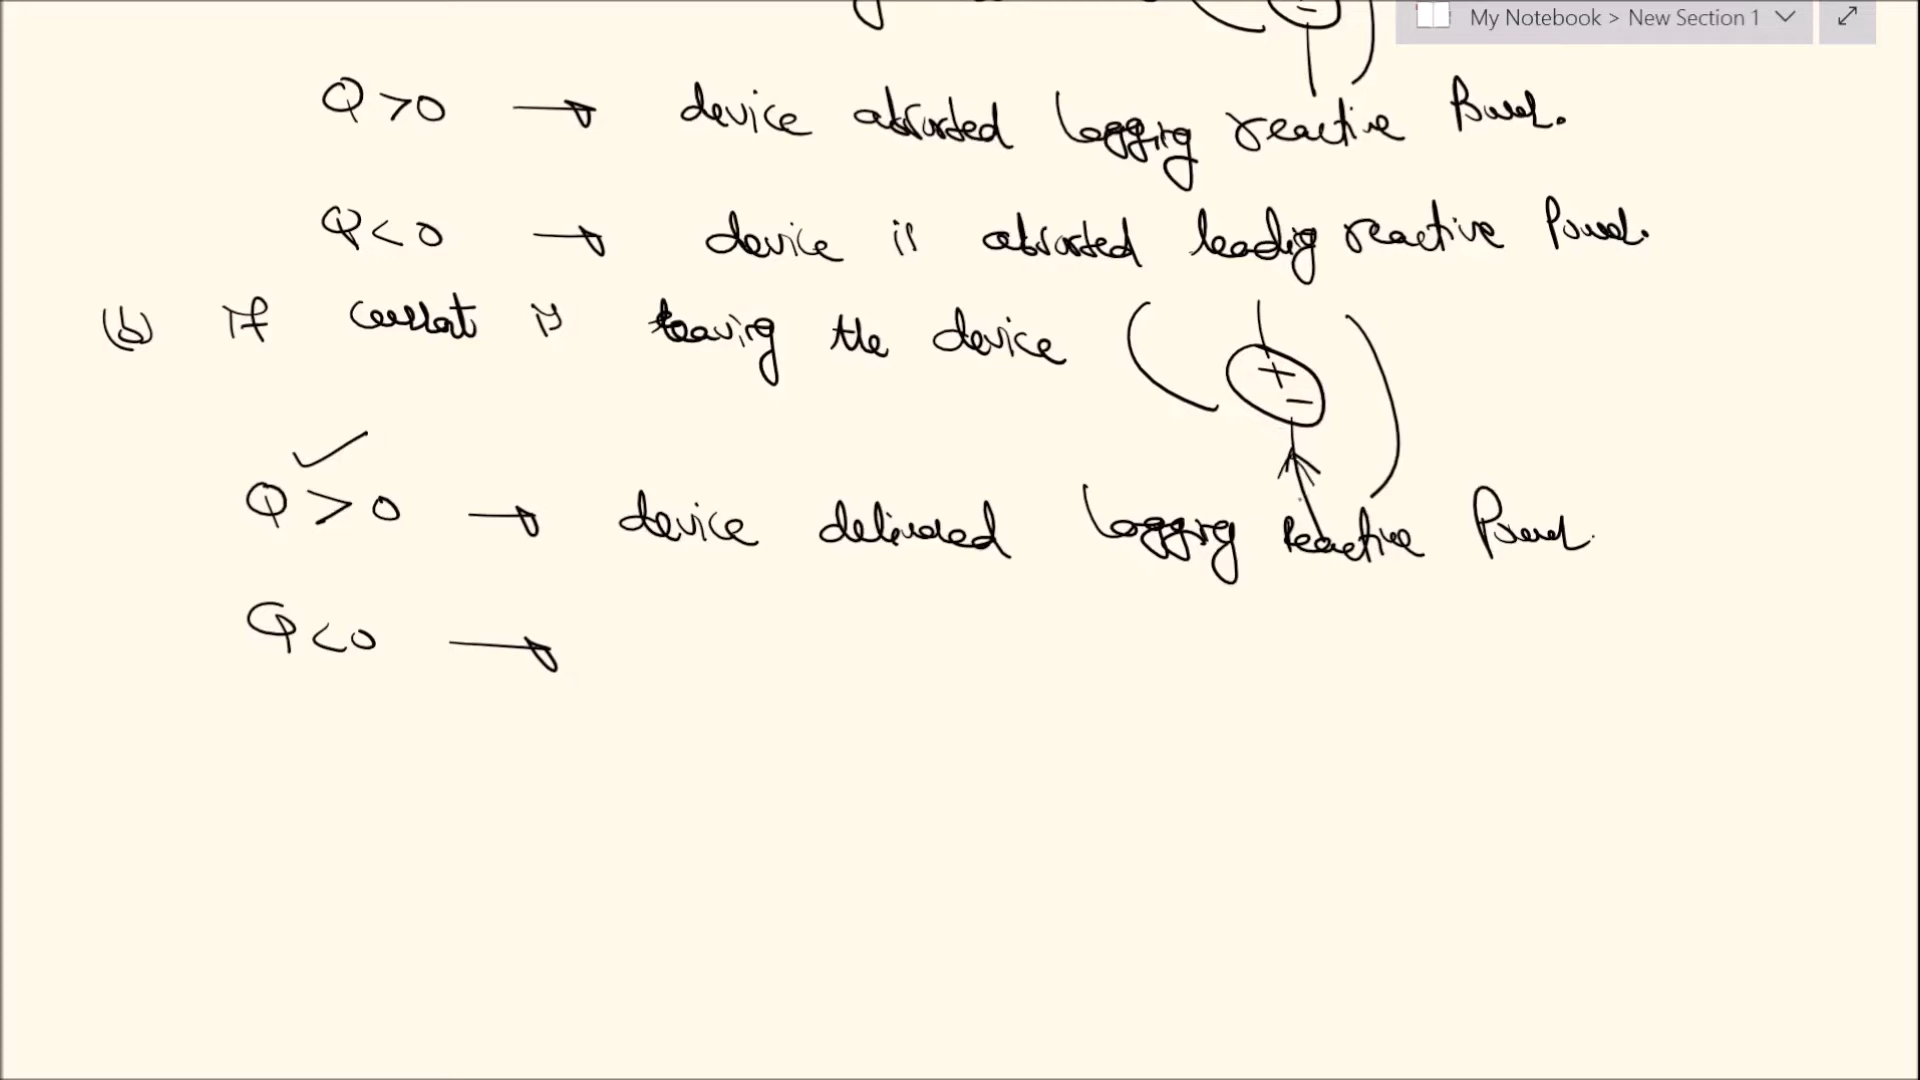 My Notebook > New Section 1
Q >0 → device absorbed lagging reactive Power.
Q<0 → device is absorbed leading reactive Power.
(b) If current is leaving the device ( + - )
Q > 0 → device delivered lagging reactive Power.
Q<0 →